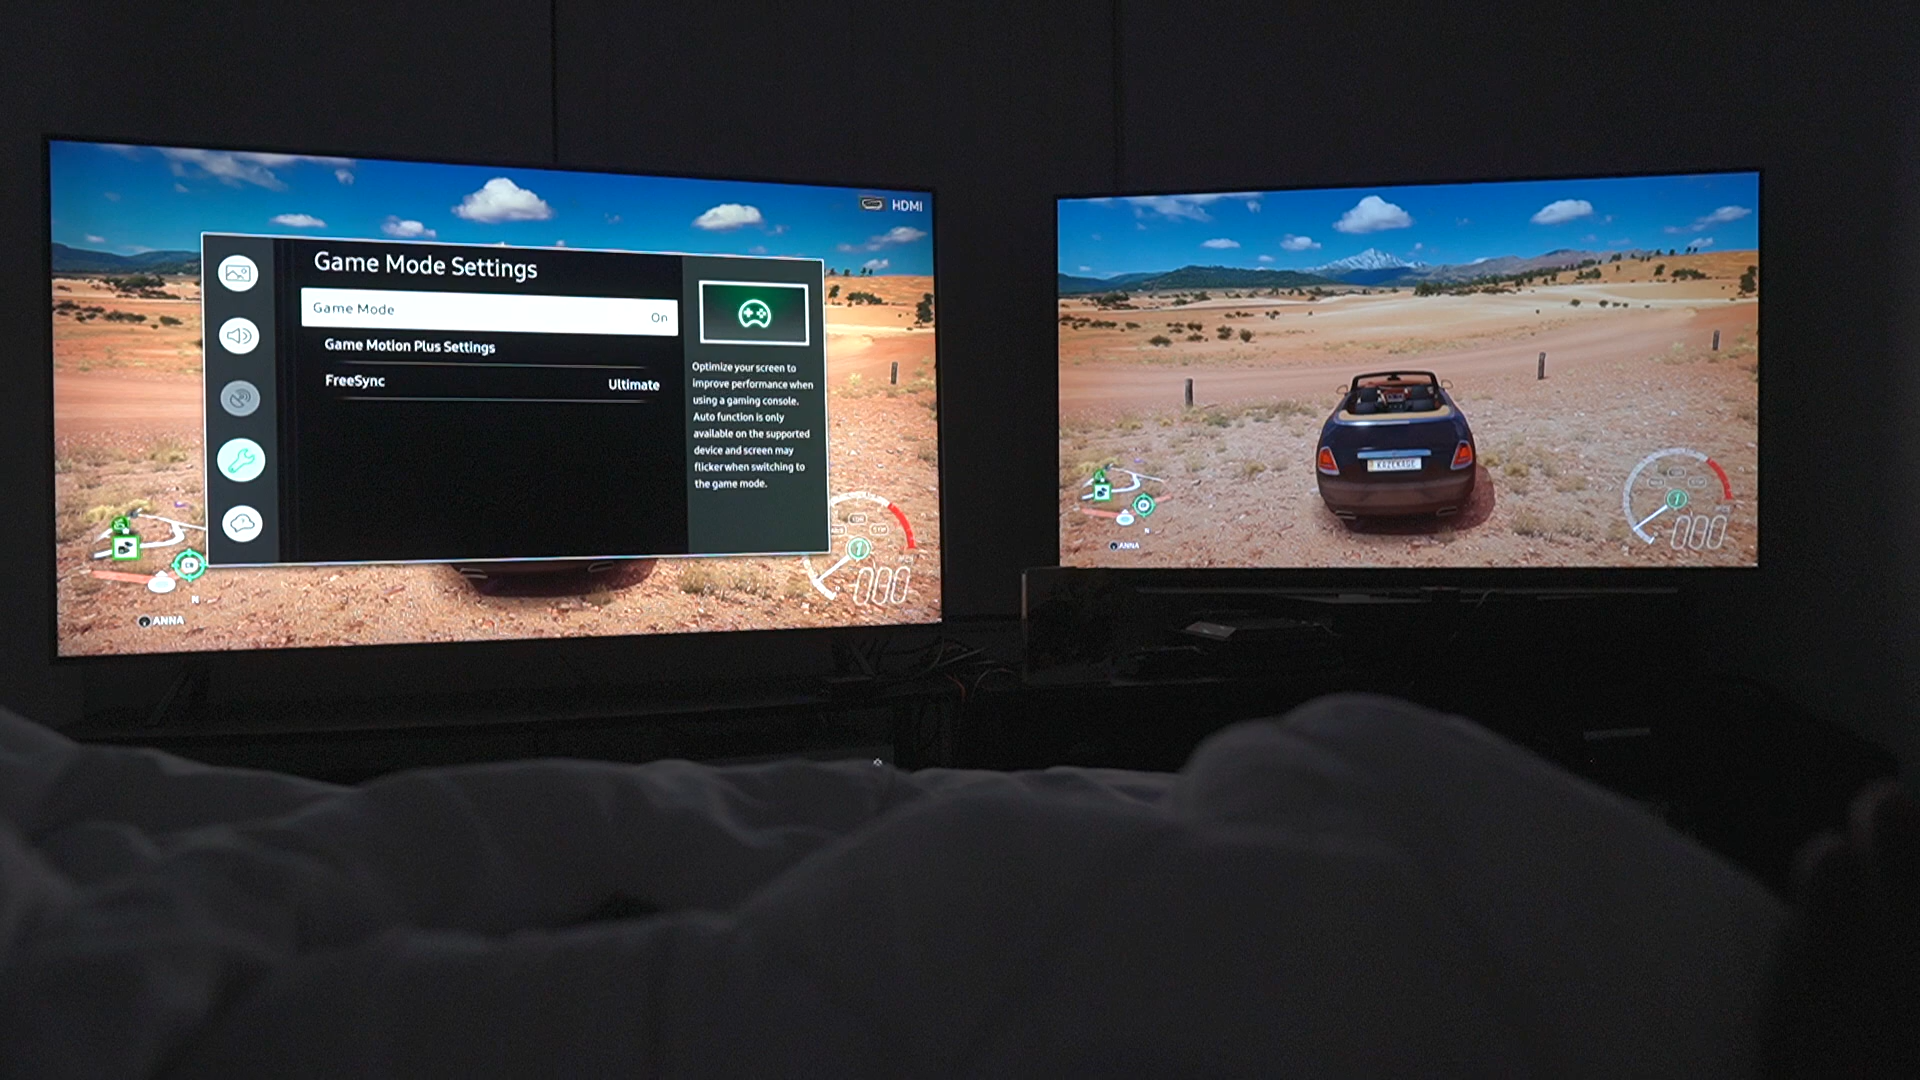 HDMI
Game Mode Settings
Game Mode
On
Game Motion Plus Settings
FreeSync
Ultimate
Optimize your screen to
improve performance when
using a gaming console.
Auto function is only
available on the supported
device and screen may
flicker when switching to
the game mode.
N
ANNA
1
000
N
ANNA
1
000